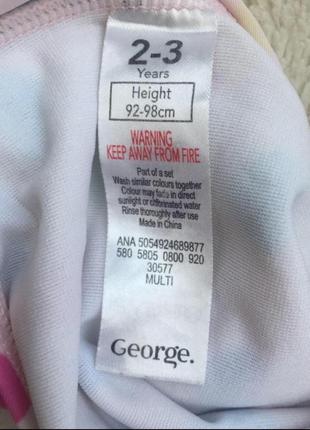 2-3
Years
Height
92-98cm
WARNING
KEEP AWAY FROM FIRE
Part of a set
Wash similar colours together
Colour may fade in direct
sunlight or chlorinated water
Rinse thoroughly after use
Made in China
ANA 5054924689877
580 5805 0800 920
30577
MULTI
George.